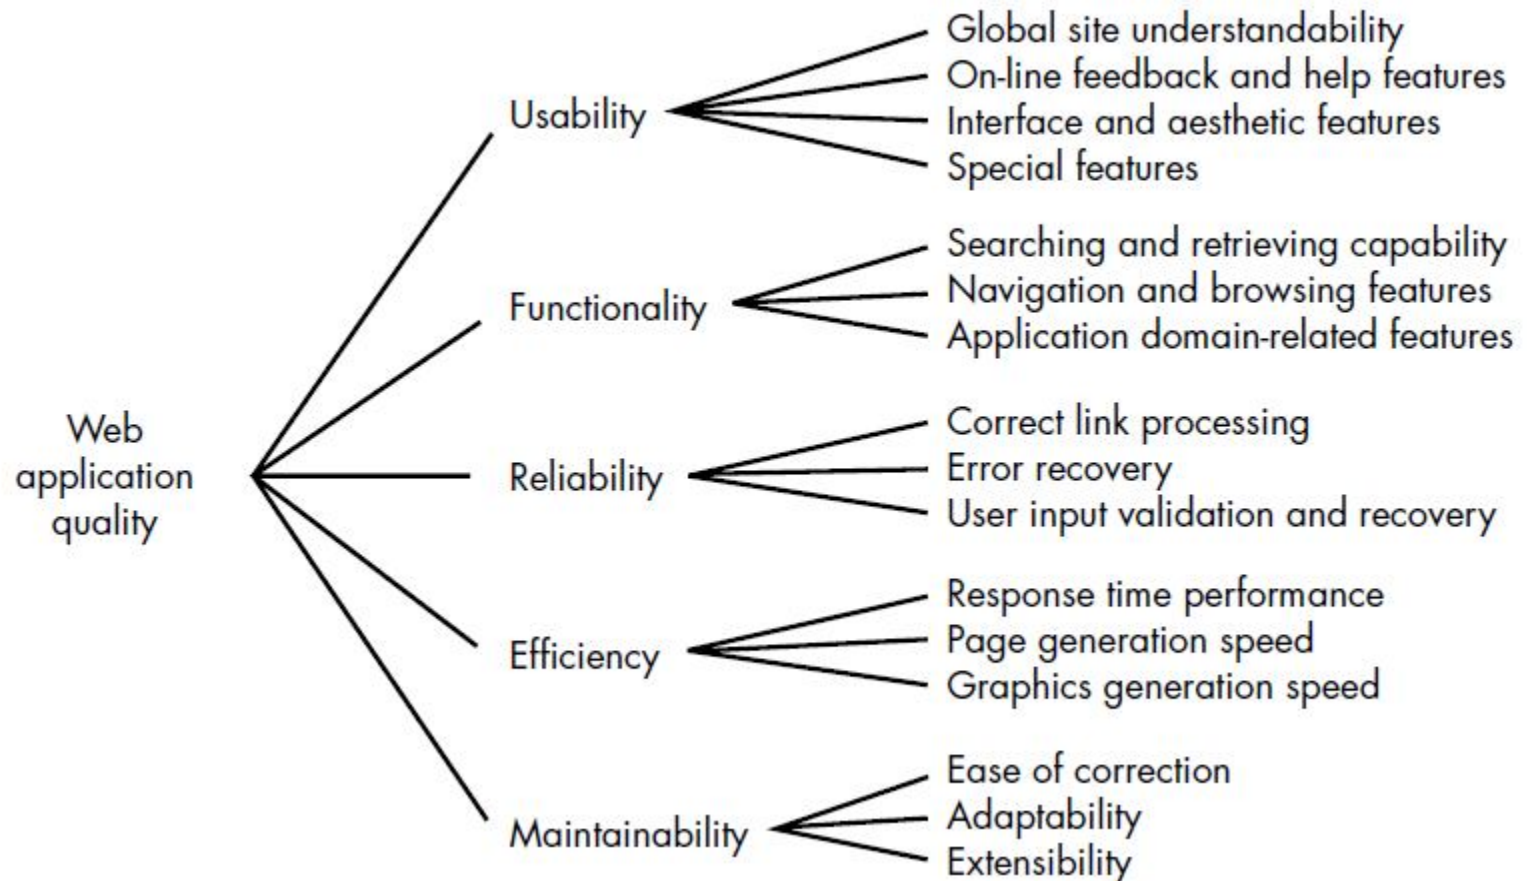 Web
application
quality
Usability
Global site understandability
On-line feedback and help features
Interface and aesthetic features
Special features
Functionality
Searching and retrieving capability
Navigation and browsing features
Application domain-related features
Reliability
Correct link processing
Error recovery
User input validation and recovery
Efficiency
Response time performance
Page generation speed
Graphics generation speed
Maintainability
Ease of correction
Adaptability
Extensibility